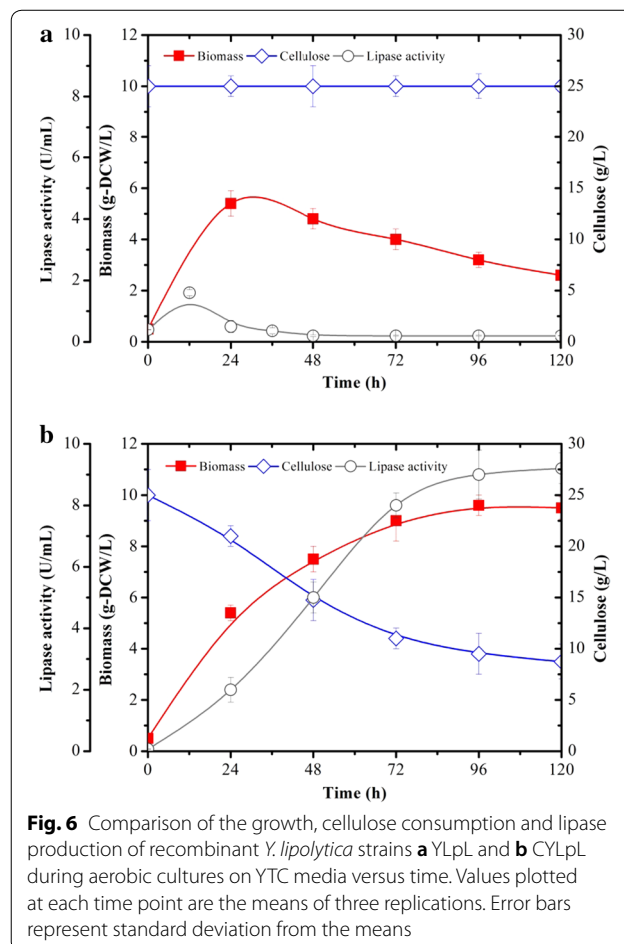 a
10
12
30
Biomass
Cellulose
Lipase activity
8
10
25
6
8
20
6
15
4
4
10
2
2
5
0
0
0
Lipase activity (U/mL)
Biomass (g-DCW/L)
Cellulose (g/L)
0 24 48 72 96 120
Time (h)
b
10
12
30
Biomass
Cellulose
Lipase activity
8
10
25
6
8
20
6
15
4
4
10
2
2
5
0
0
0
Lipase activity (U/mL)
Biomass (g-DCW/L)
Cellulose (g/L)
0 24 48 72 96 120
Time (h)
Fig. 6 Comparison of the growth, cellulose consumption and lipase
production of recombinant Y. lipolytica strains a YLpL and b CYLpL
during aerobic cultures on YTC media versus time. Values plotted
at each time point are the means of three replications. Error bars
represent standard deviation from the means